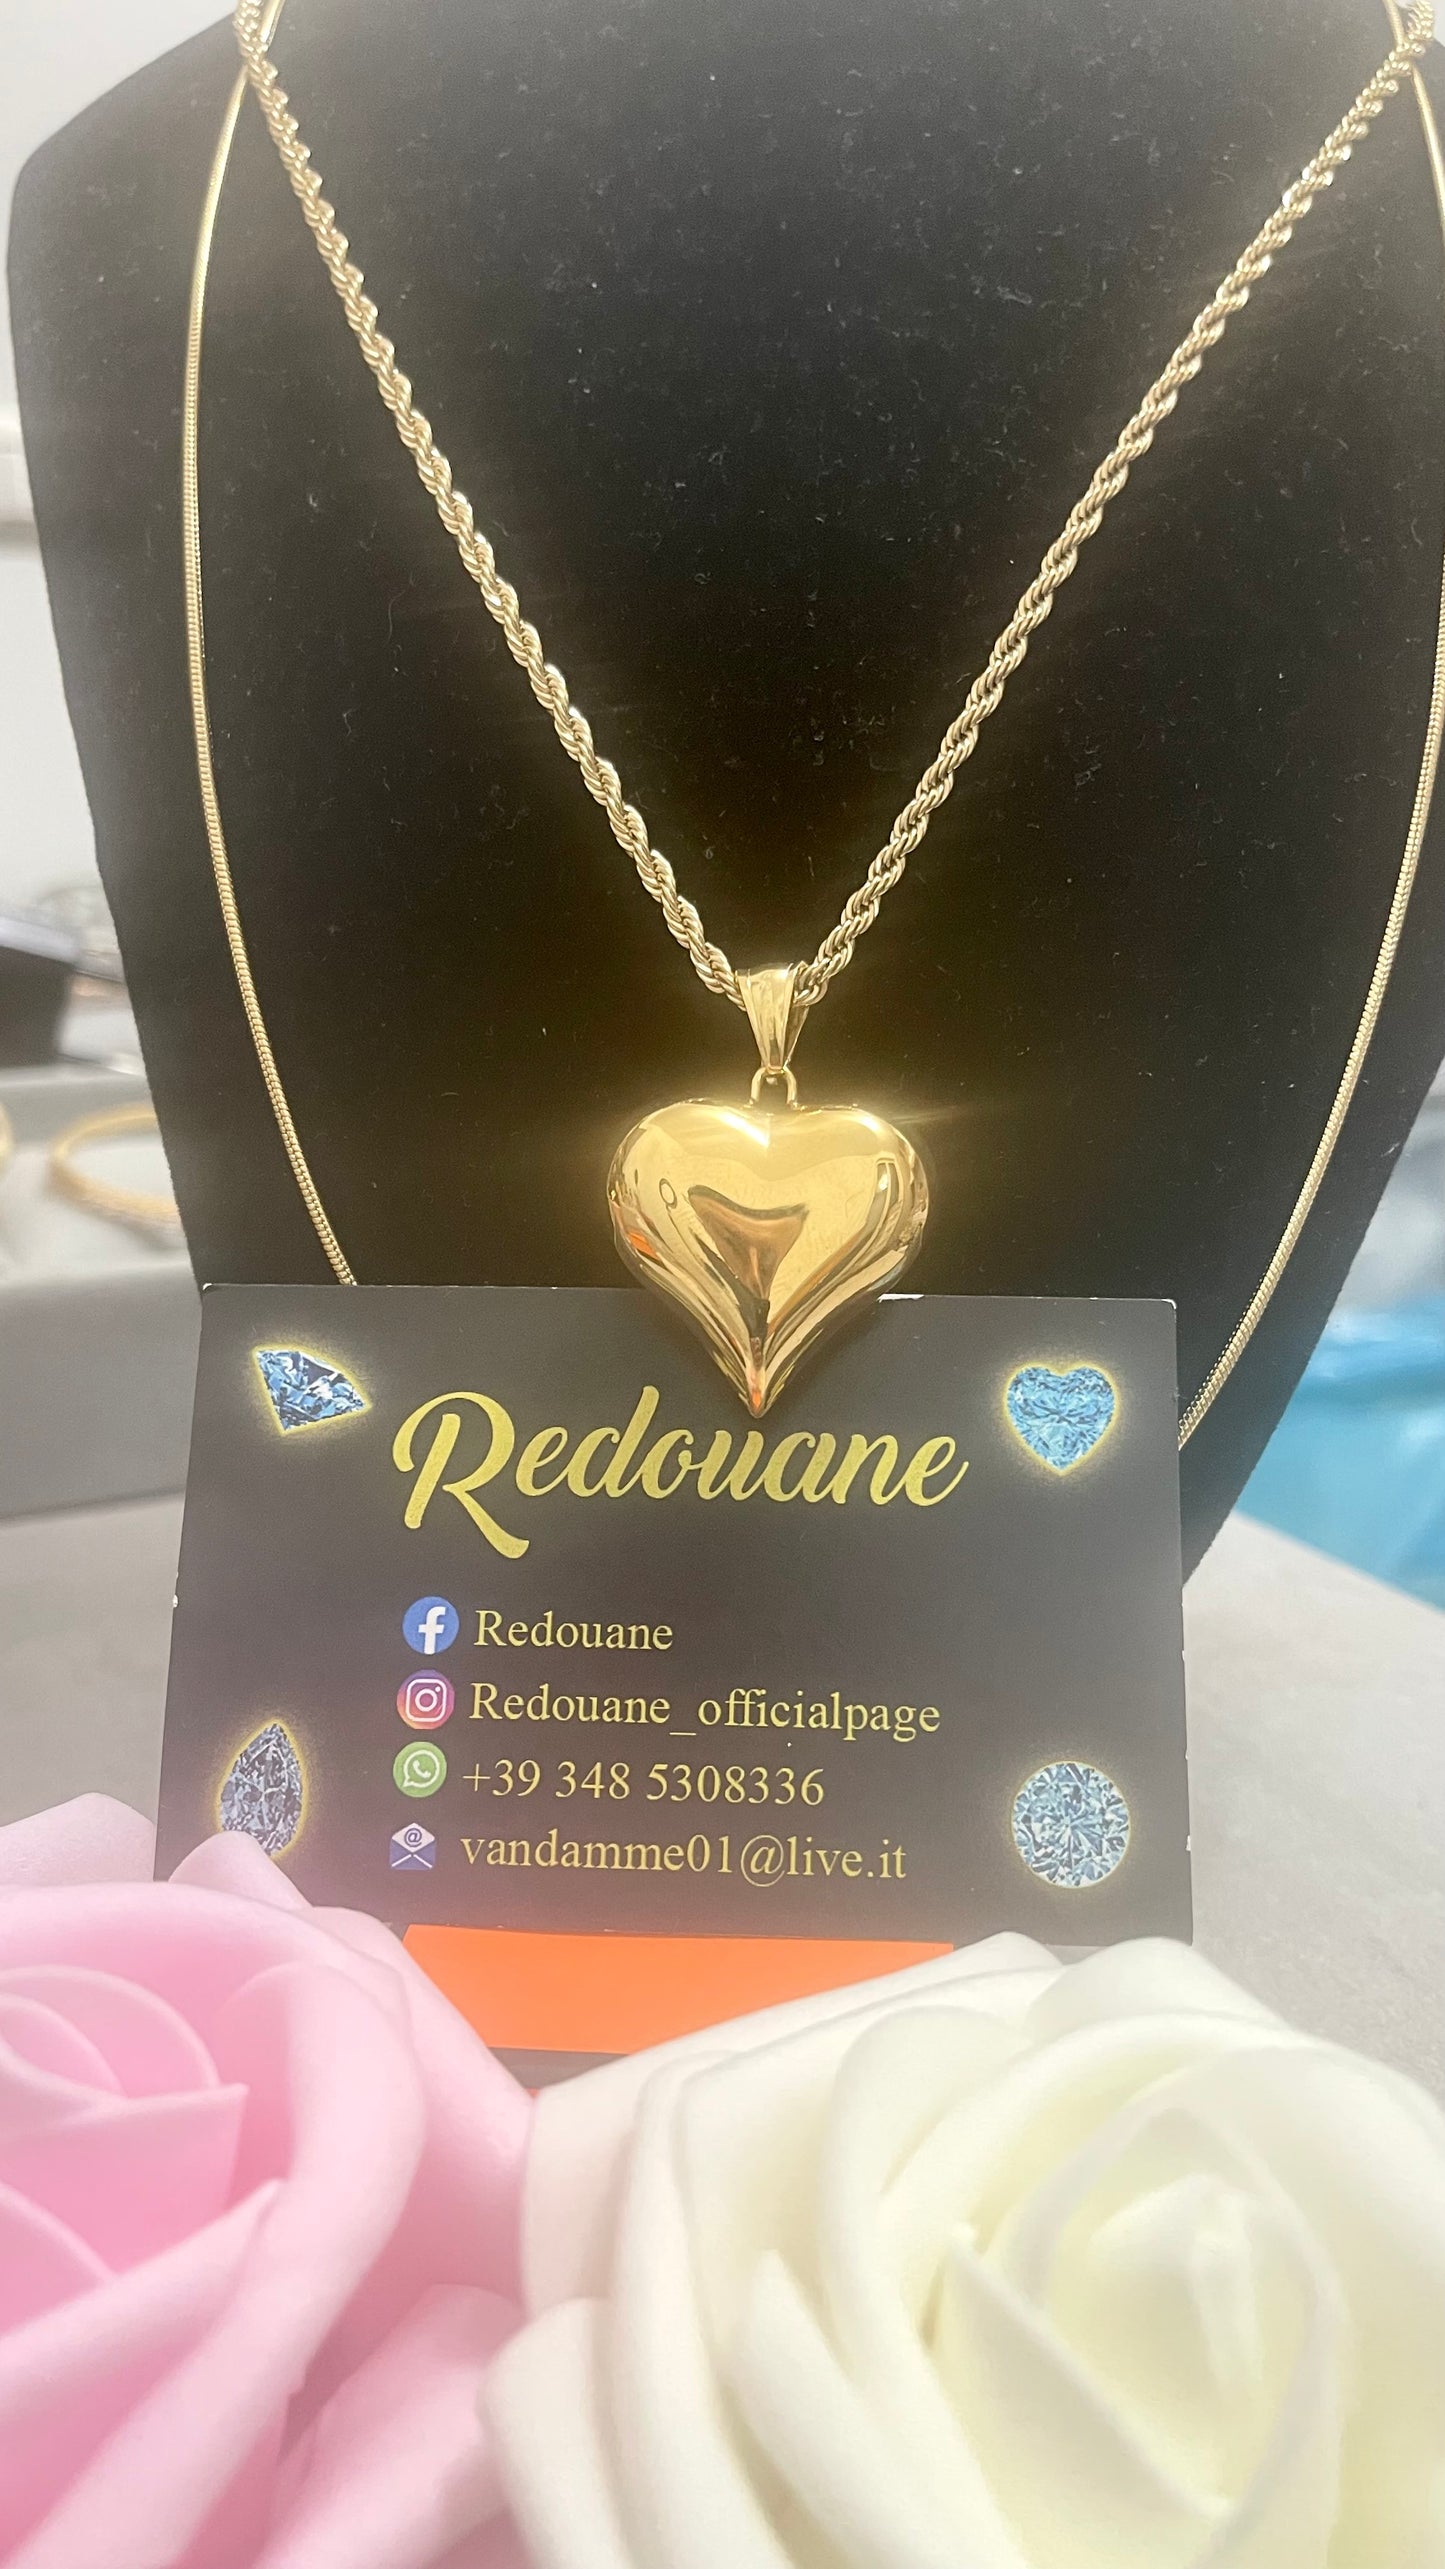 Redouane
Redouane
Redouane_officialpage
+39 348 5308336
vandamme01@live.it